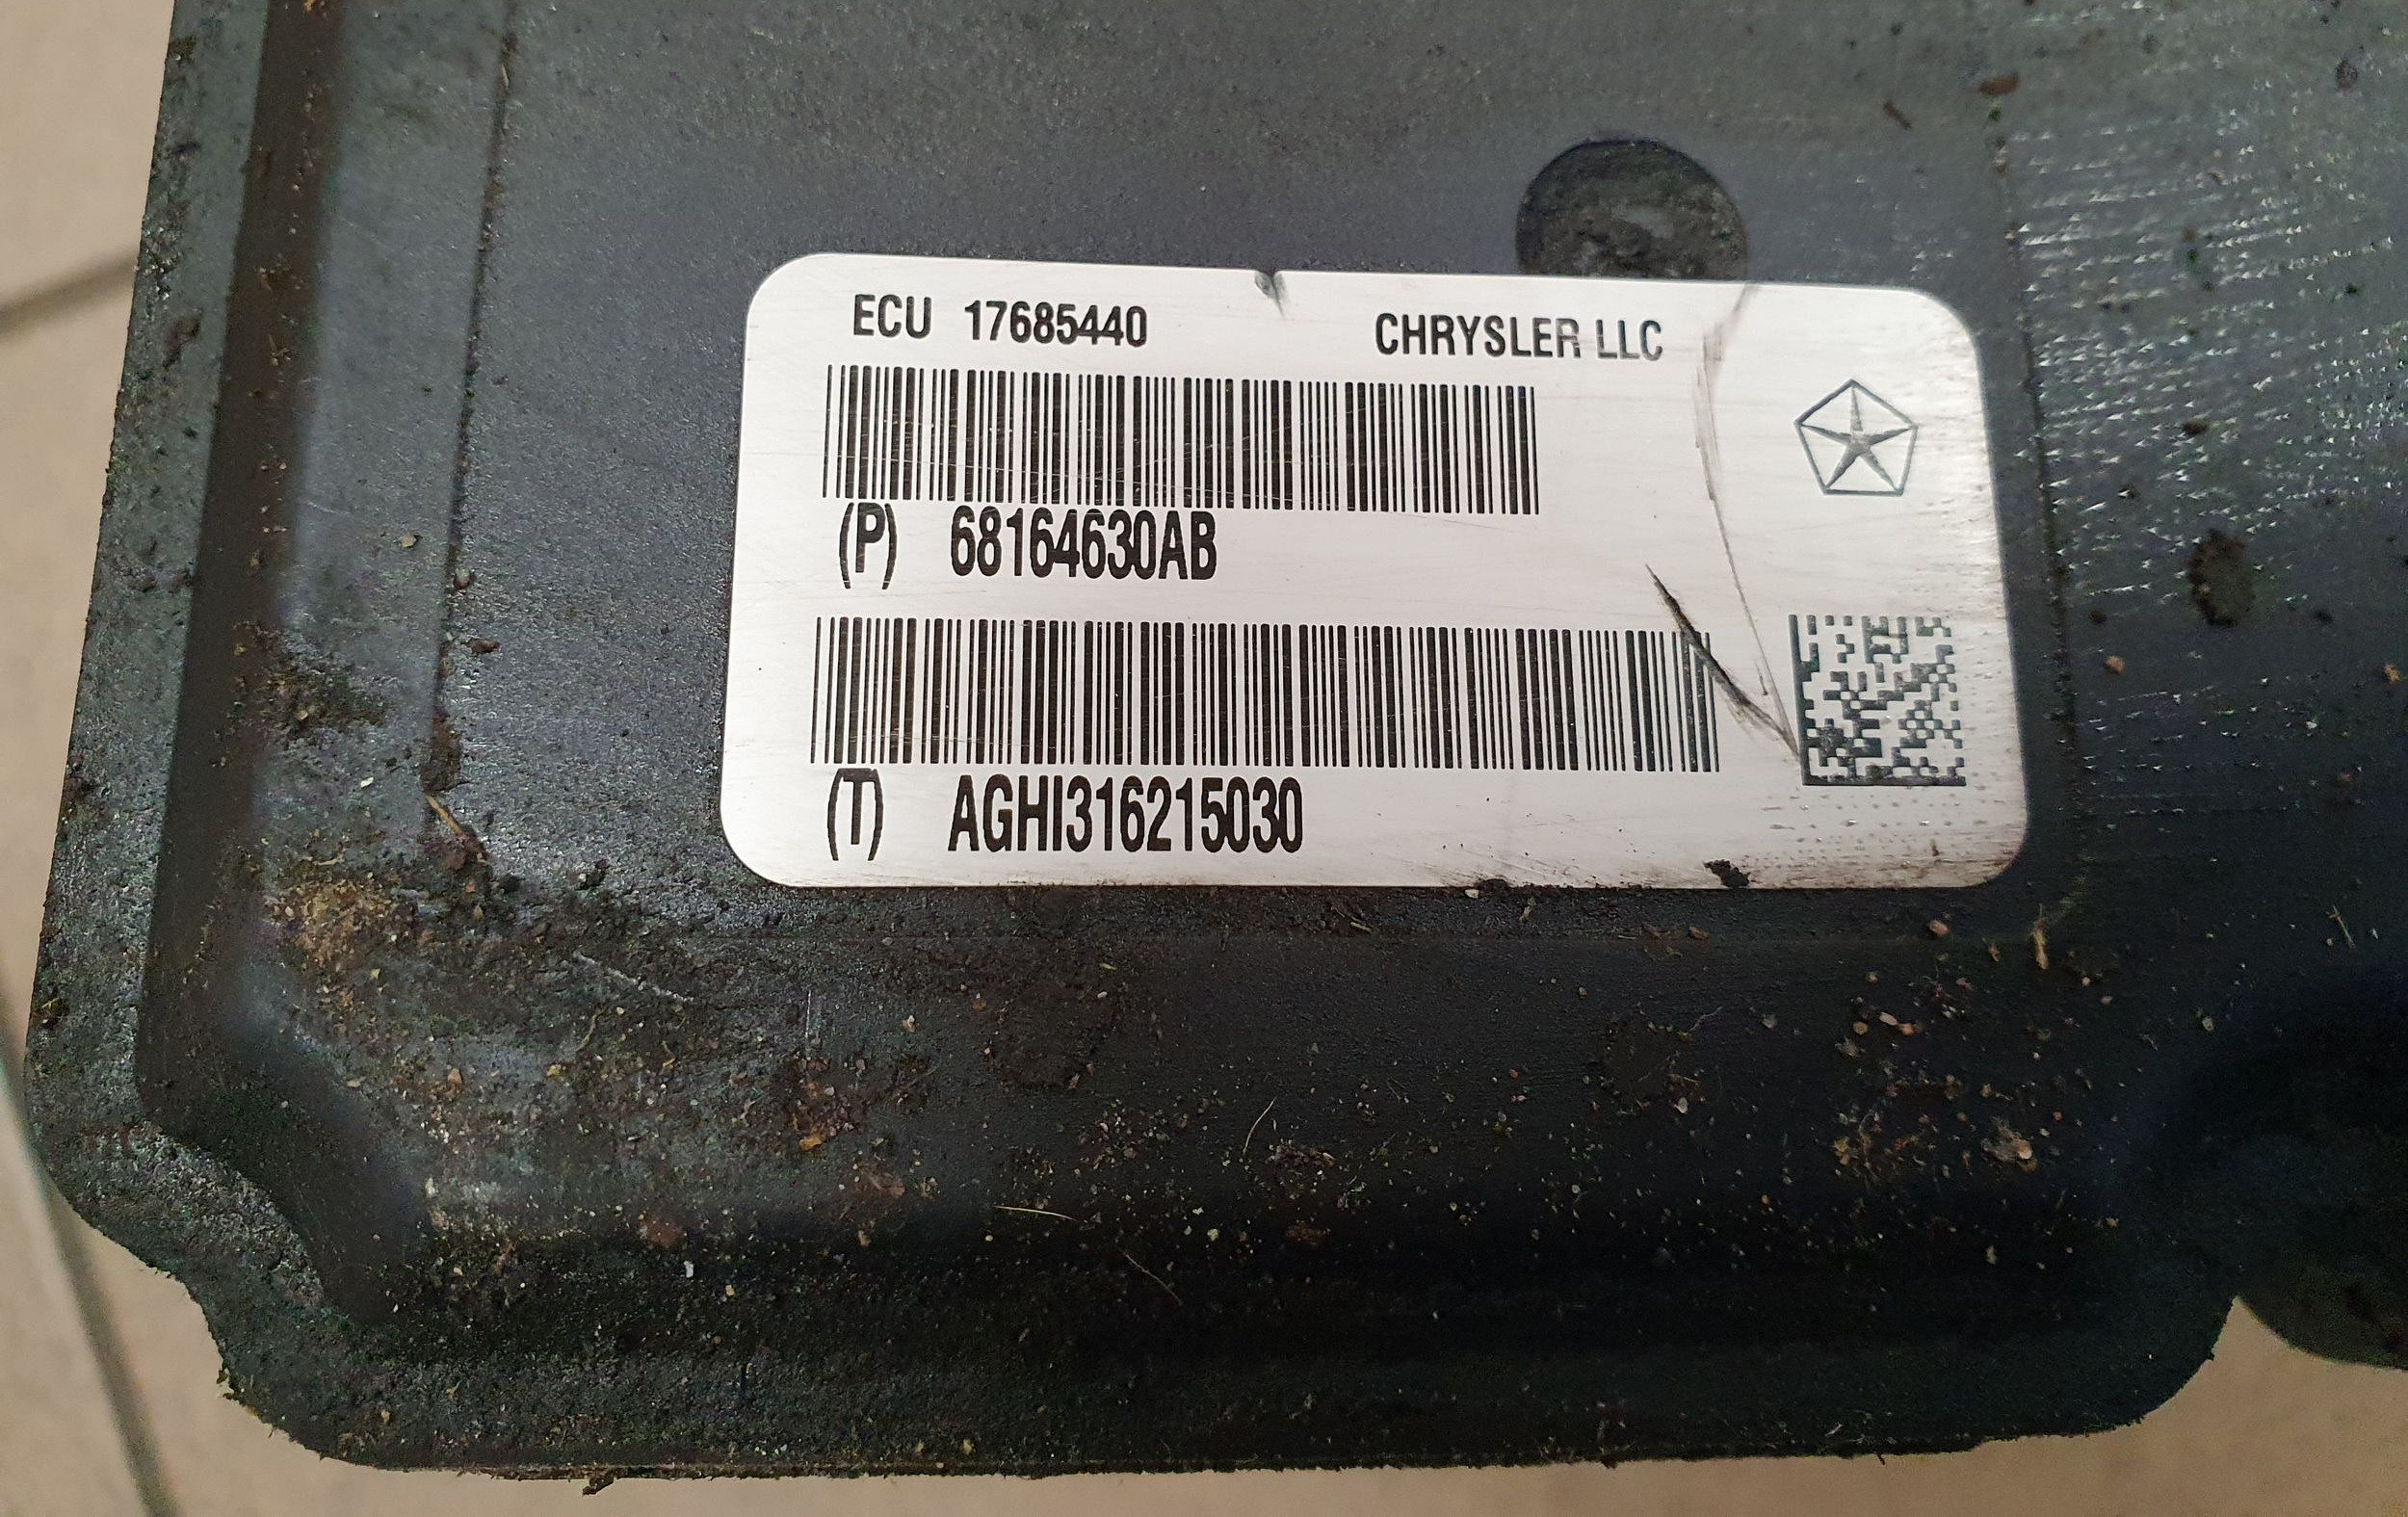 ECU 17685440 CHRYSLER LLC
(P) 68164630AB
(T) AGHI316215030